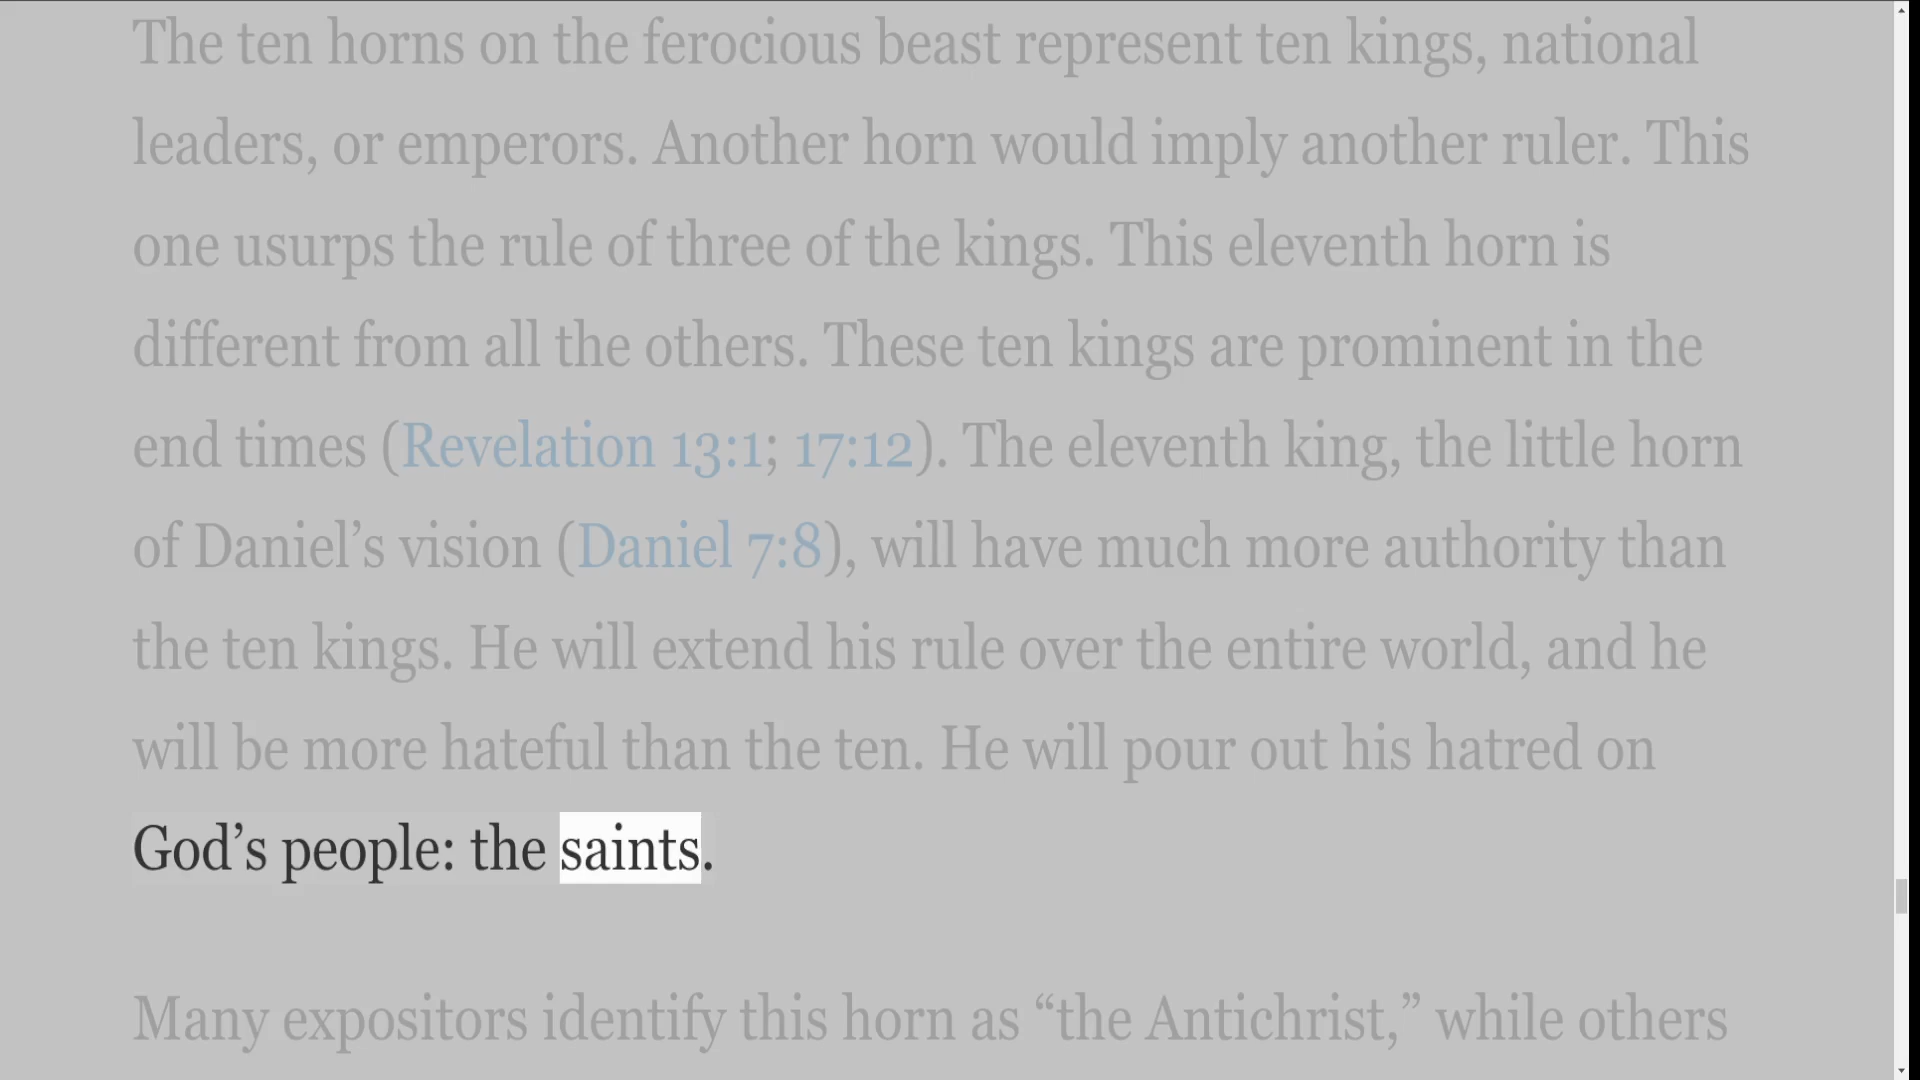 The ten horns on the ferocious beast represent ten kings, national
leaders, or emperors. Another horn would imply another ruler. This
one usurps the rule of three of the kings. This eleventh horn is
different from all the others. These ten kings are prominent in the
end times (Revelation 13:1; 17:12). The eleventh king, the little horn
of Daniel’s vision (Daniel 7:8), will have much more authority than
the ten kings. He will extend his rule over the entire world, and he
will be more hateful than the ten. He will pour out his hatred on
God’s people: the saints.
Many expositors identify this horn as “the Antichrist,” while others